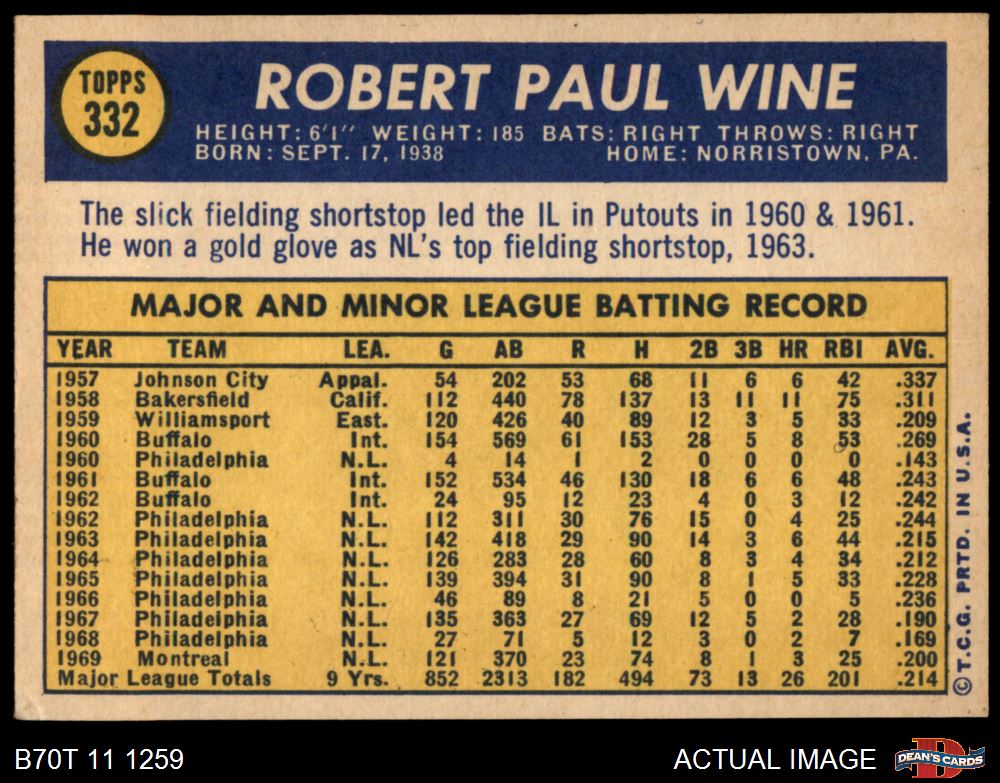 TOPPS
332
ROBERT PAUL WINE
HEIGHT: 6'1" WEIGHT: 185 BATS: RIGHT THROWS: RIGHT
BORN: SEPT. 17, 1938 HOME: NORRISTOWN, PA.
The slick fielding shortstop led the IL in Putouts in 1960 & 1961.
He won a gold glove as NL's top fielding shortstop, 1963.
MAJOR AND MINOR LEAGUE BATTING RECORD
YEAR TEAM LEA. G AB R H 2B 3B HR RBI AVG.
1957 Johnson City Appal. 54 202 53 68 11 6 6 42 .337
1958 Bakersfield Calif. 112 440 78 137 13 11 11 75 .311
1959 Williamsport East. 120 426 40 89 12 3 5 33 .209
1960 Buffalo Int. 154 569 61 153 28 5 8 53 .269
1960 Philadelphia N.L. 4 14 1 2 0 0 0 0 .143
1961 Buffalo Int. 152 534 46 130 18 6 6 48 .243
1962 Buffalo Int. 24 95 12 23 4 0 3 12 .242
1962 Philadelphia N.L. 112 311 30 76 15 0 4 25 .244
1963 Philadelphia N.L. 142 418 29 90 14 3 6 44 .215
1964 Philadelphia N.L. 126 283 28 60 8 3 4 34 .212
1965 Philadelphia N.L. 139 394 31 90 8 1 5 33 .228
1966 Philadelphia N.L. 46 89 8 21 5 0 0 5 .236
1967 Philadelphia N.L. 135 363 27 69 12 5 2 28 .190
1968 Philadelphia N.L. 27 71 5 12 3 0 2 7 .169
1969 Montreal N.L. 121 370 23 74 8 1 3 25 .200
Major League Totals 9 Yrs. 852 2313 182 494 73 13 26 201 .214
©T.C.G. PRTD. IN U.S.A.
B70T 11 1259
ACTUAL IMAGE
DEAN'S CARDS